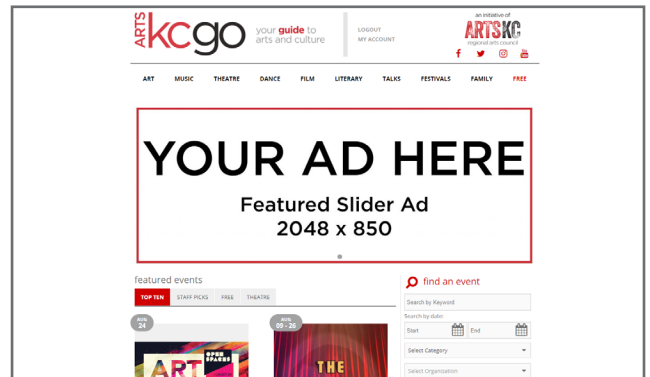 ARTS
kcgo
your guide to
arts and culture
LOGOUT
MY ACCOUNT
an initiative of
ARTSKC
regional arts council
ART MUSIC THEATRE DANCE FILM LITERARY TALKS FESTIVALS FAMILY FREE
YOUR AD HERE
Featured Slider Ad
2048 x 850
featured events
TOP TEN STAFF PICKS FREE THEATRE
AUG
24
ART
OPEN
SPACES
AUG
09 - 26
THE
find an event
Search by Keyword
Search by date:
Start End
Select Category
Select Organization